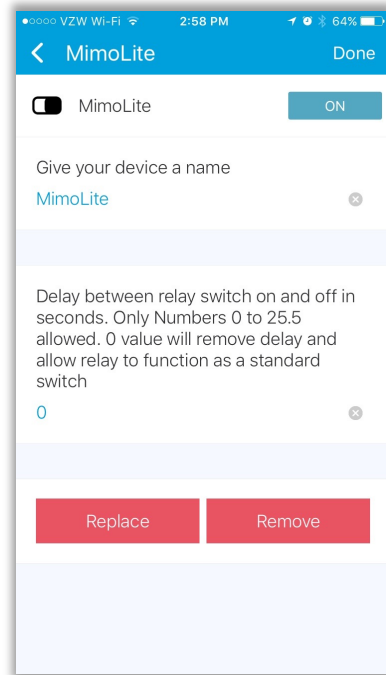 ●○○○○ VZW Wi-Fi 2:58 PM 64%
MimoLite Done
MimoLite ON
Give your device a name
MimoLite
Delay between relay switch on and off in
seconds. Only Numbers 0 to 25.5
allowed. 0 value will remove delay and
allow relay to function as a standard
switch
0
Replace Remove